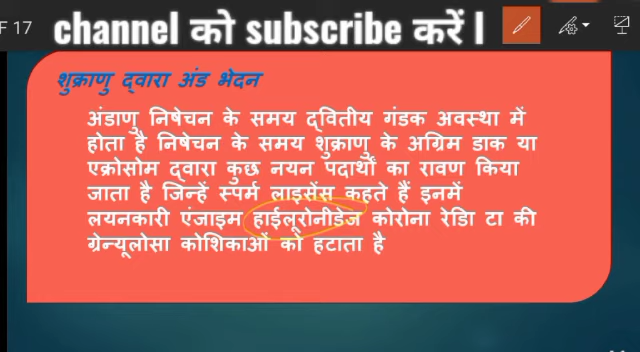 F 17 channel को subscribe करें l
शुक्राणु द्वारा अंड भेदन
अंडाणु निषेचन के समय द्वितीय गंडक अवस्था में
होता है निषेचन के समय शुक्राणु के अग्रिम डाक या
एक्रोसोम द्वारा कुछ नयन पदार्थों का रावण किया
जाता है जिन्हें स्पर्म लाइसेंस कहते हैं इनमें
लयनकारी एंजाइम हाईलूरोनीडेज कोरोना रेडिा टा की
ग्रेन्यूलोसा कोशिकाओं को हटाता है